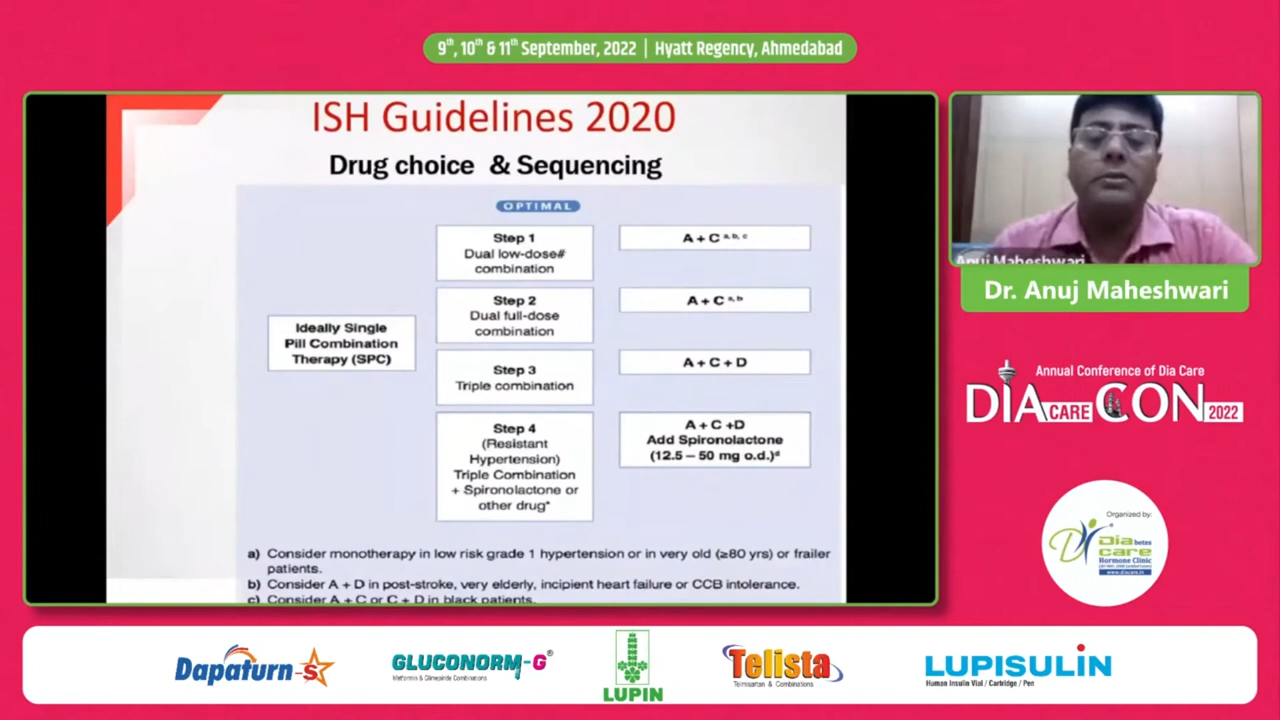 9th, 10th & 11th September, 2022 | Hyatt Regency, Ahmedabad
ISH Guidelines 2020
Drug choice & Sequencing
OPTIMAL
Ideally Single
Pill Combination
Therapy (SPC)
Step 1
Dual low-dose#
combination
A + C a, b, c
Step 2
Dual full-dose
combination
A + C a, b
Step 3
Triple combination
A + C + D
Step 4
(Resistant
Hypertension)
Triple Combination
+ Spironolactone or
other drug*
A + C +D
Add Spironolactone
(12.5 – 50 mg o.d.)d
a) Consider monotherapy in low risk grade 1 hypertension or in very old (≥80 yrs) or frailer
patients.
b) Consider A + D in post-stroke, very elderly, incipient heart failure or CCB intolerance.
c) Consider A + C or C + D in black patients.
Anuj Maheshwari
Dr. Anuj Maheshwari
Annual Conference of Dia Care
DIA CARE CON 2022
Organized by:
Diabetes
care
Hormone Clinic
www.diacare.in
Dapaturn-S
GLUCONORM-G®
Metformin & Glimepiride Combinations
LUPIN
Telista
Telmisartan & Combinations
LUPISULIN
Human Insulin Vial / Cartridge / Pen